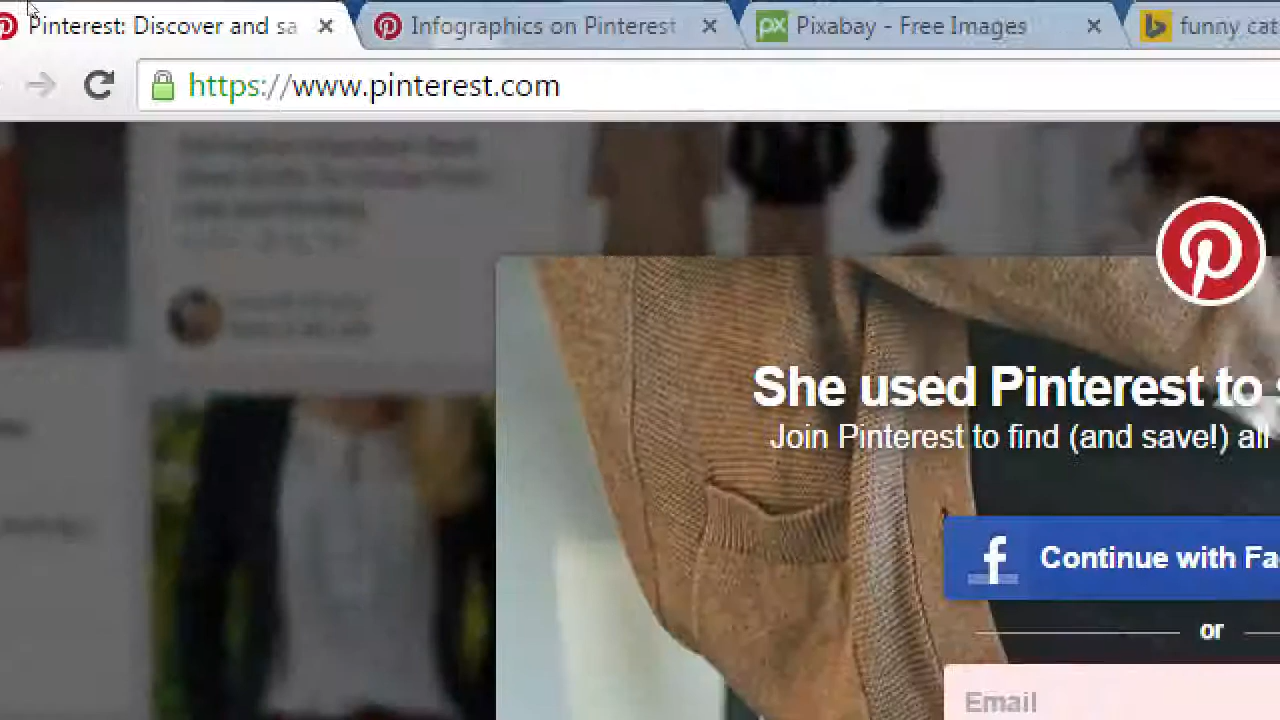 Pinterest: Discover and sa
Infographics on Pinterest
Pixabay - Free Images
funny cat
https://www.pinterest.com
She used Pinterest to
Join Pinterest to find (and save!) all
Continue with Fa
or
Email